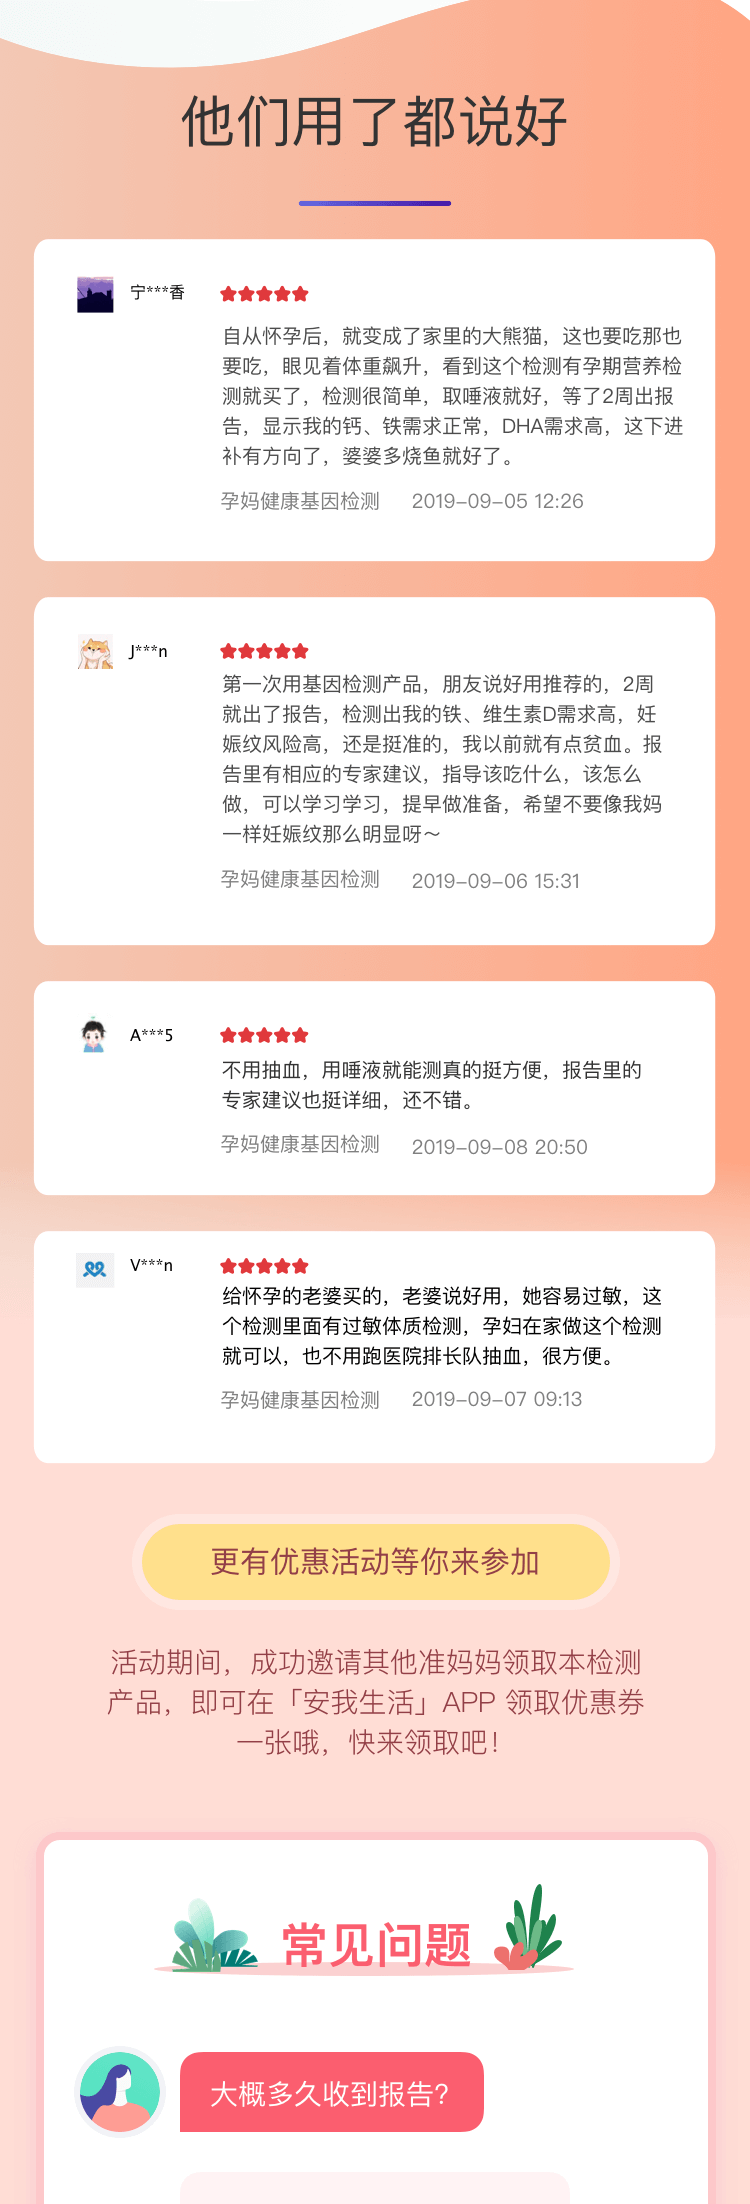 他们用了都说好
宁***香
自从怀孕后，就变成了家里的大熊猫，这也要吃那也
要吃，眼见着体重飙升，看到这个检测有孕期营养检
测就买了，检测很简单，取唾液就好，等了2周出报
告，显示我的钙、铁需求正常，DHA需求高，这下进
补有方向了，婆婆多烧鱼就好了。
孕妈健康基因检测 2019-09-05 12:26
J***n
第一次用基因检测产品，朋友说好用推荐的，2周
就出了报告，检测出我的铁、维生素D需求高，妊
娠纹风险高，还是挺准的，我以前就有点贫血。报
告里有相应的专家建议，指导该吃什么，该怎么
做，可以学习学习，提早做准备，希望不要像我妈
一样妊娠纹那么明显呀～
孕妈健康基因检测 2019-09-06 15:31
A***5
不用抽血，用唾液就能测真的挺方便，报告里的
专家建议也挺详细，还不错。
孕妈健康基因检测 2019-09-08 20:50
V***n
给怀孕的老婆买的，老婆说好用，她容易过敏，这
个检测里面有过敏体质检测，孕妇在家做这个检测
就可以，也不用跑医院排长队抽血，很方便。
孕妈健康基因检测 2019-09-07 09:13
更有优惠活动等你来参加
活动期间，成功邀请其他准妈妈领取本检测
产品，即可在「安我生活」APP 领取优惠券
一张哦，快来领取吧！
常见问题
大概多久收到报告？